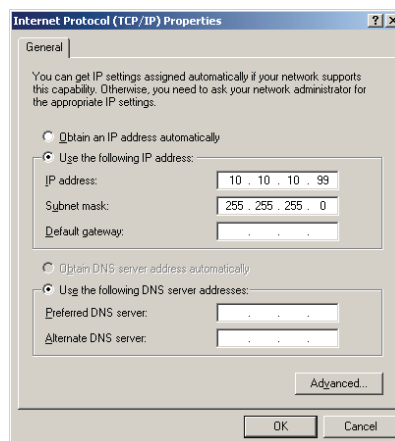 Internet Protocol (TCP/IP) Properties
General
You can get IP settings assigned automatically if your network supports
this capability. Otherwise, you need to ask your network administrator for
the appropriate IP settings.
Obtain an IP address automatically
Use the following IP address:
IP address: 10 . 10 . 10 . 99
Subnet mask: 255 . 255 . 255 . 0
Default gateway: . . .
Obtain DNS server address automatically
Use the following DNS server addresses:
Preferred DNS server: . . .
Alternate DNS server: . . .
Advanced...
OK Cancel